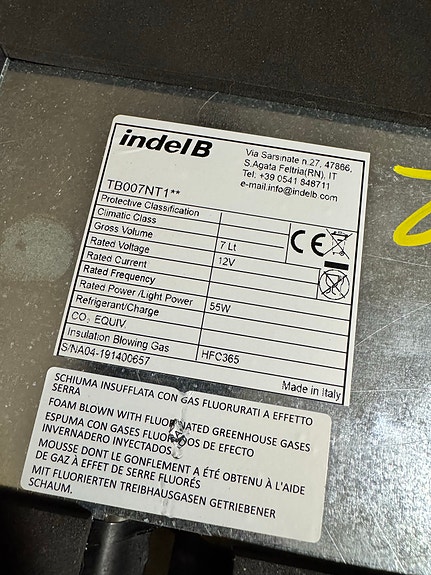 indelB
Via Sarsinate n.27, 47866,
S.Agata Feltria(RN), IT
Tel: +39 0541 848711
e-mail.info@indelb.com
TB007NT1**
Protective Classification
Climatic Class
Gross Volume 7 Lt
Rated Voltage 12V
Rated Current
Rated Frequency
Rated Power /Light Power 55W
Refrigerant/Charge
CO₂ EQUIV.
Insulation Blowing Gas HFC365
S/NA04-191400657
Made in Italy
CE
SCHIUMA INSUFFLATA CON GAS FLUORURATI A EFFETTO
SERRA
FOAM BLOWN WITH FLUORINATED GREENHOUSE GASES
ESPUMA CON GASES FLUORADOS DE EFECTO
INVERNADERO INYECTADOS
MOUSSE DONT LE GONFLEMENT A ÉTÉ OBTENU À L'AIDE
DE GAZ À EFFET DE SERRE FLUORÉS
MIT FLUORIERTEN TREIBHAUSGASEN GETRIEBENER
SCHAUM.